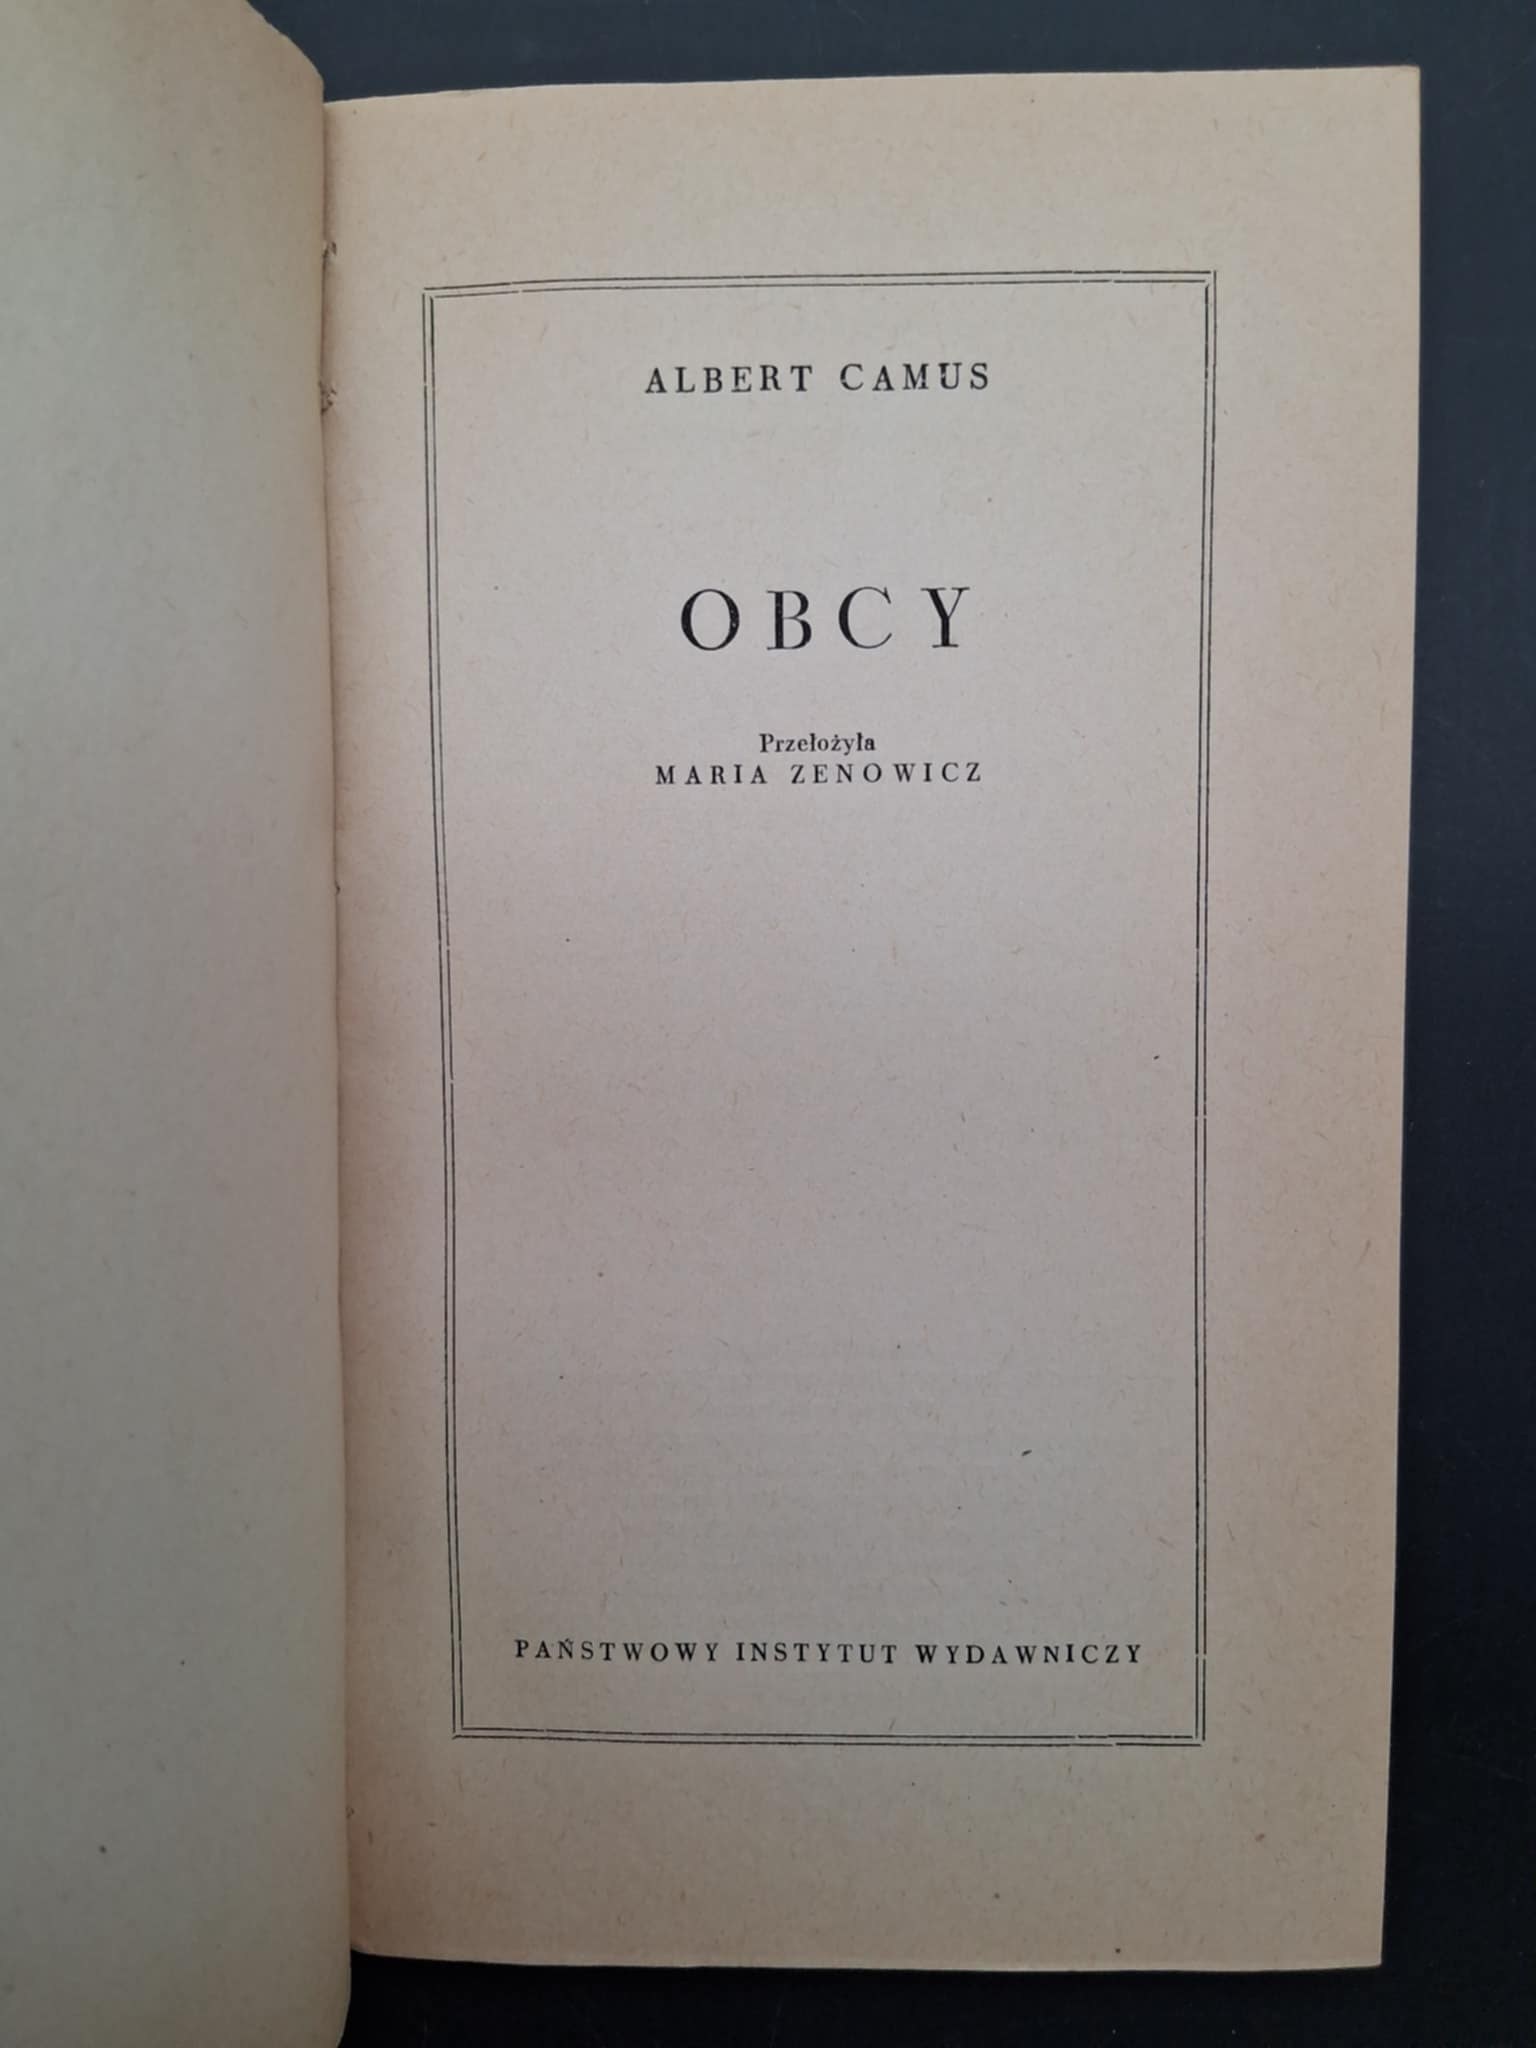 ALBERT CAMUS
OBCY
Przełożyła
MARIA ZENOWICZ
PAŃSTWOWY INSTYTUT WYDAWNICZY